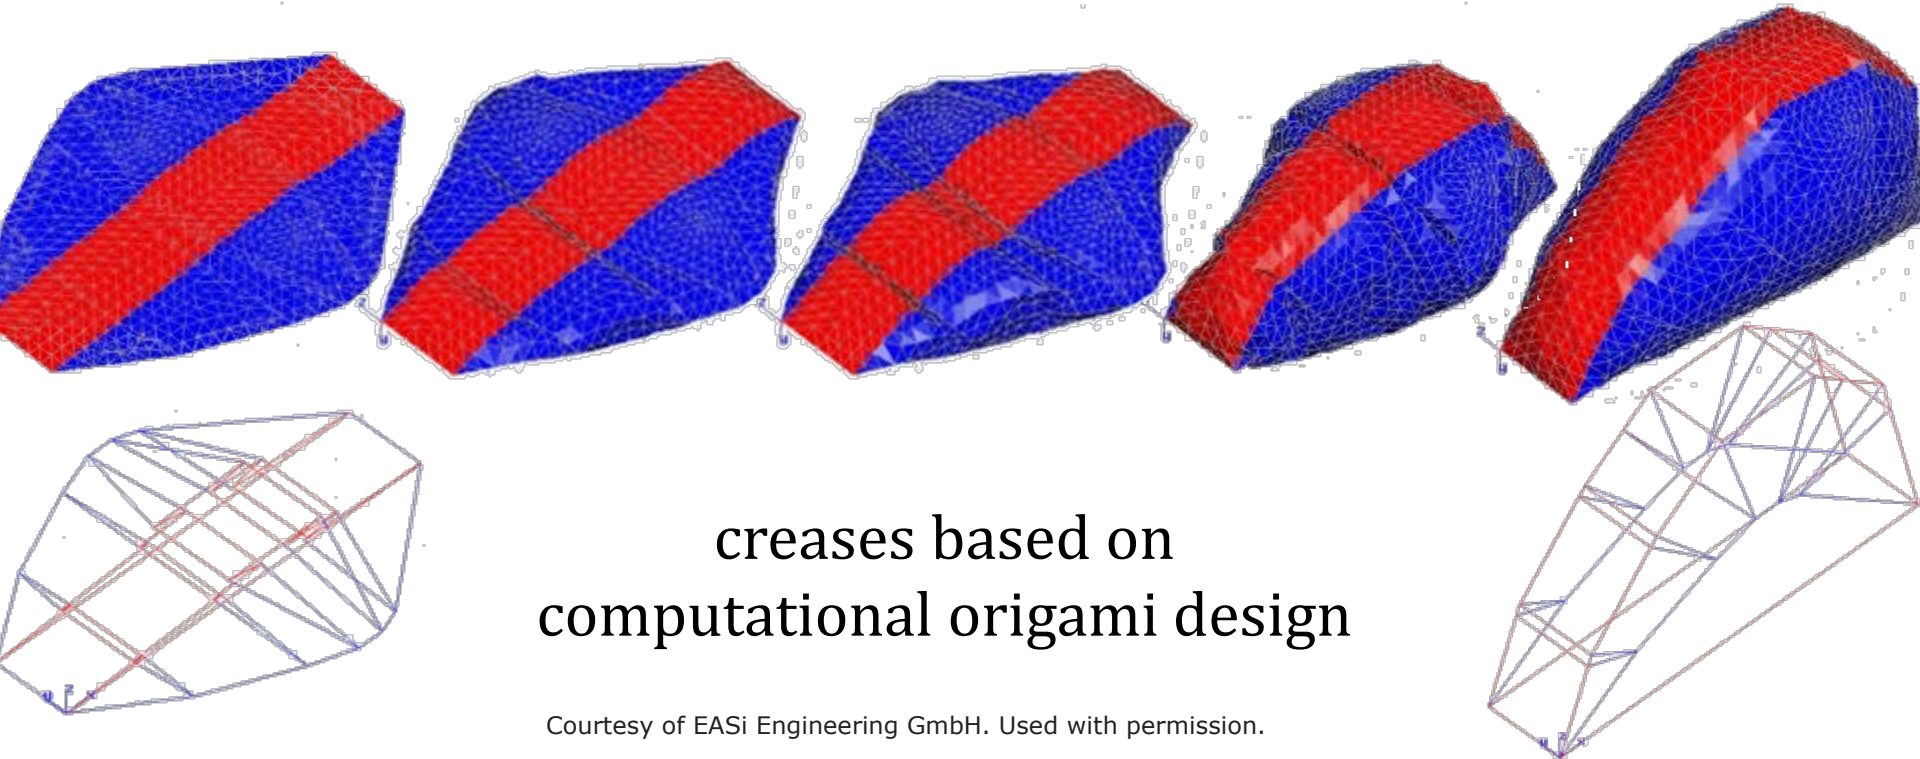 creases based on
computational origami design
Courtesy of EASi Engineering GmbH. Used with permission.